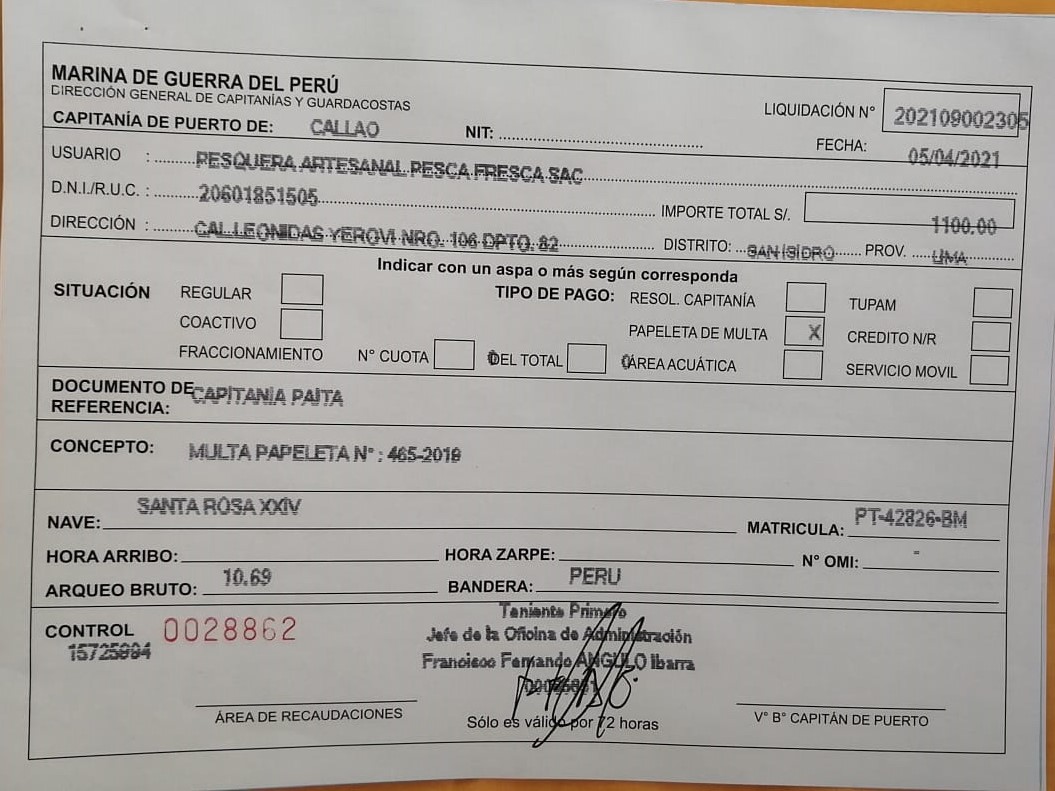 MARINA DE GUERRA DEL PERÚ
DIRECCIÓN GENERAL DE CAPITANÍAS Y GUARDACOSTAS
LIQUIDACIÓN N° 202109002305
CAPITANÍA DE PUERTO DE: CALLAO NIT:
FECHA: 05/04/2021
USUARIO : PESQUERA ARTESANAL PESCA FRESCA SAC
D.N.I./R.U.C. : 20601851505 IMPORTE TOTAL S/. 1100.00
DIRECCIÓN : CAL.LEONIDAS YEROVI NRO. 106 DPTO. 82 DISTRITO: SAN ISIDRO PROV. LIMA
Indicar con un aspa o más según corresponda
SITUACIÓN REGULAR TIPO DE PAGO: RESOL. CAPITANÍA TUPAM
COACTIVO PAPELETA DE MULTA X CREDITO N/R
FRACCIONAMIENTO N° CUOTA 0 DEL TOTAL 0 ÁREA ACUÁTICA SERVICIO MOVIL
DOCUMENTO DE REFERENCIA: CAPITANIA PAITA
CONCEPTO: MULTA PAPELETA N° : 465-2019
NAVE: SANTA ROSA XXIV MATRICULA: PT-42826-BM
HORA ARRIBO: HORA ZARPE: N° OMI: -
ARQUEO BRUTO: 10.69 BANDERA: PERU
CONTROL 0028862
Teniente Primero
Jefe de la Oficina de Administración
Francisco Fernando ANGULO Ibarra
Sólo es válido por 72 horas
ÁREA DE RECAUDACIONES
V° B° CAPITÁN DE PUERTO